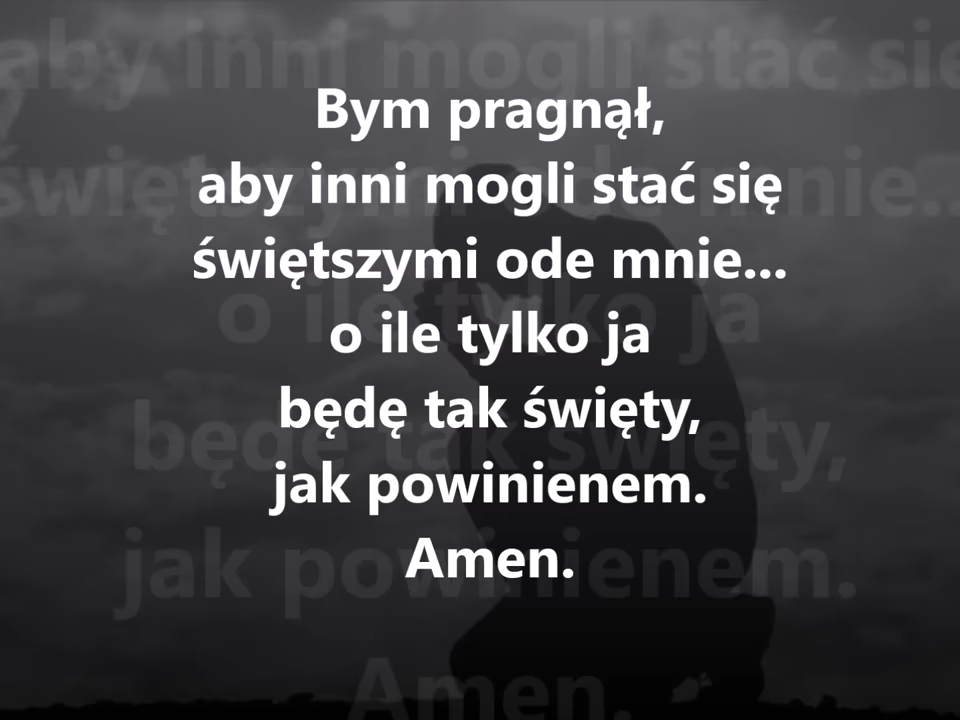 Bym pragnął,
aby inni mogli stać się
świętszymi ode mnie...
o ile tylko ja
będę tak święty,
jak powinienem.
Amen.